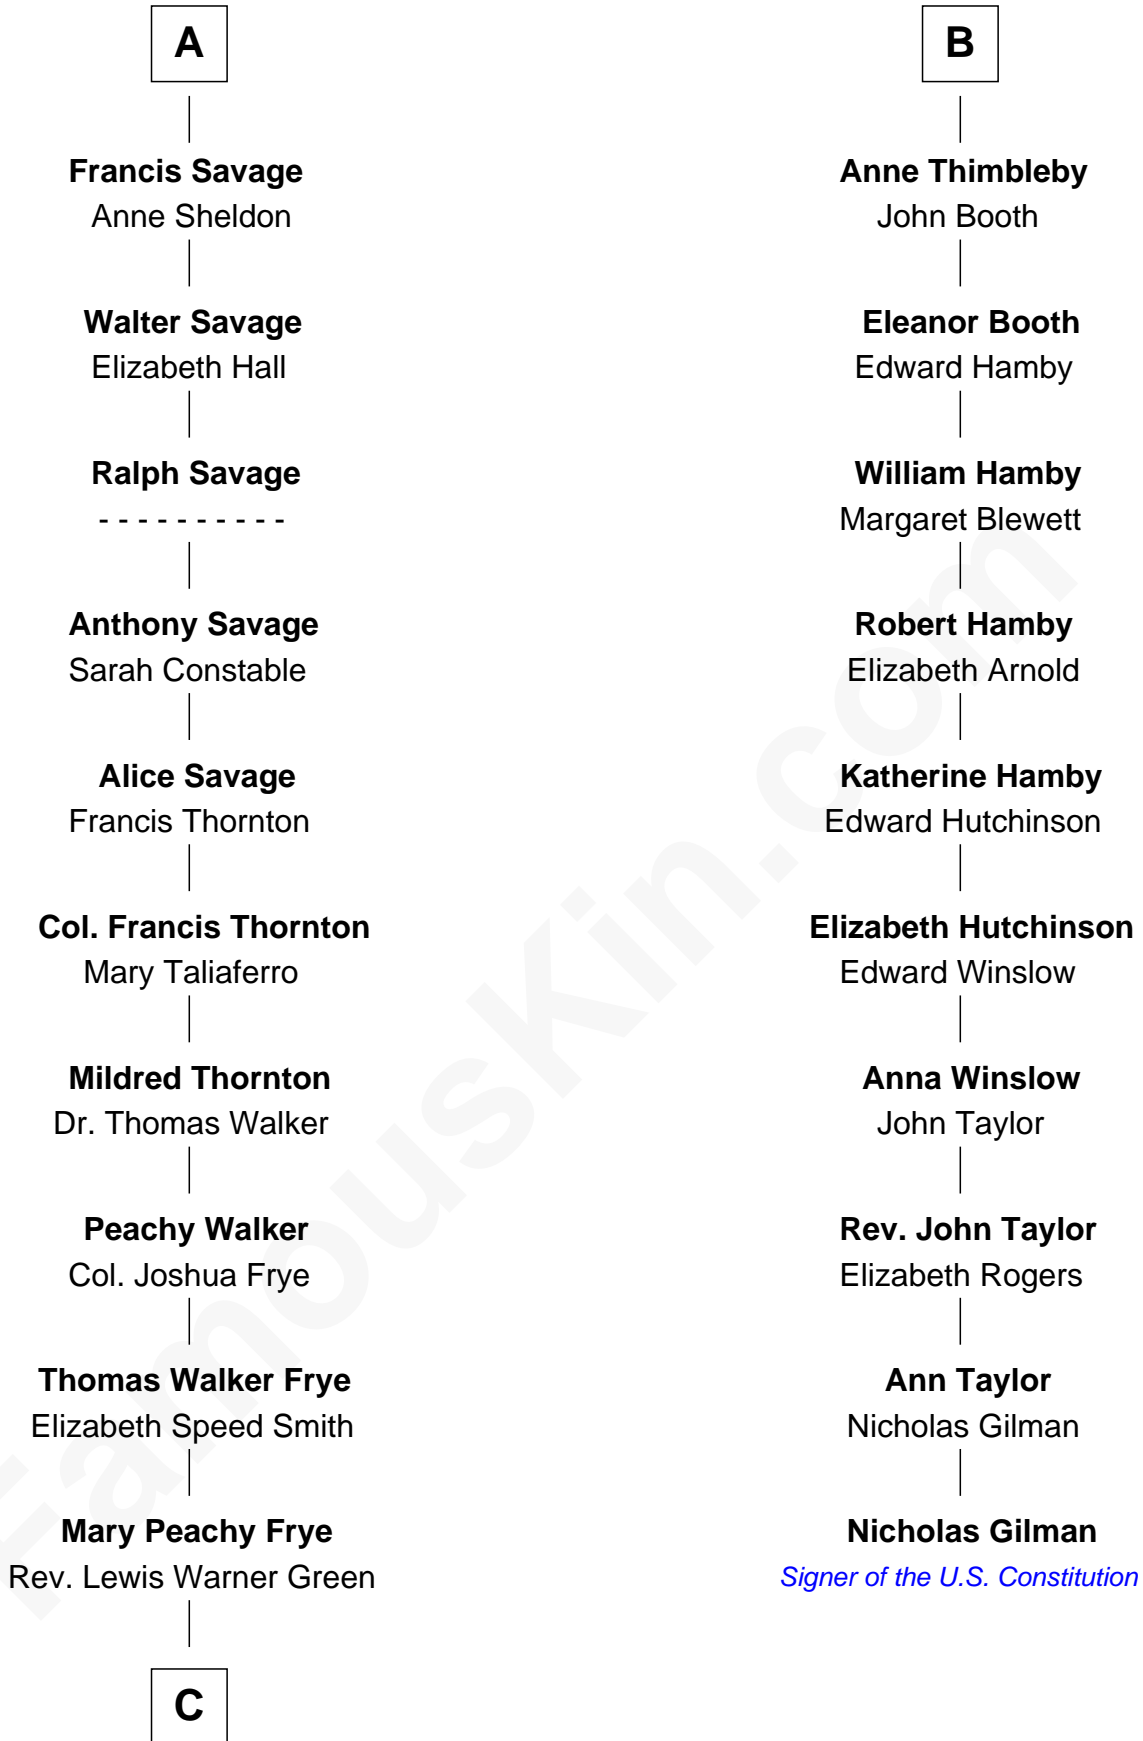 A
Francis Savage
Anne Sheldon
Walter Savage
Elizabeth Hall
Ralph Savage
- - - - - - - - - -
Anthony Savage
Sarah Constable
Alice Savage
Francis Thornton
Col. Francis Thornton
Mary Taliaferro
Mildred Thornton
Dr. Thomas Walker
Peachy Walker
Col. Joshua Frye
Thomas Walker Frye
Elizabeth Speed Smith
Mary Peachy Frye
Rev. Lewis Warner Green
C
B
Anne Thimbleby
John Booth
Eleanor Booth
Edward Hamby
William Hamby
Margaret Blewett
Robert Hamby
Elizabeth Arnold
Katherine Hamby
Edward Hutchinson
Elizabeth Hutchinson
Edward Winslow
Anna Winslow
John Taylor
Rev. John Taylor
Elizabeth Rogers
Ann Taylor
Nicholas Gilman
Nicholas Gilman
Signer of the U.S. Constitution
FamousKin.com